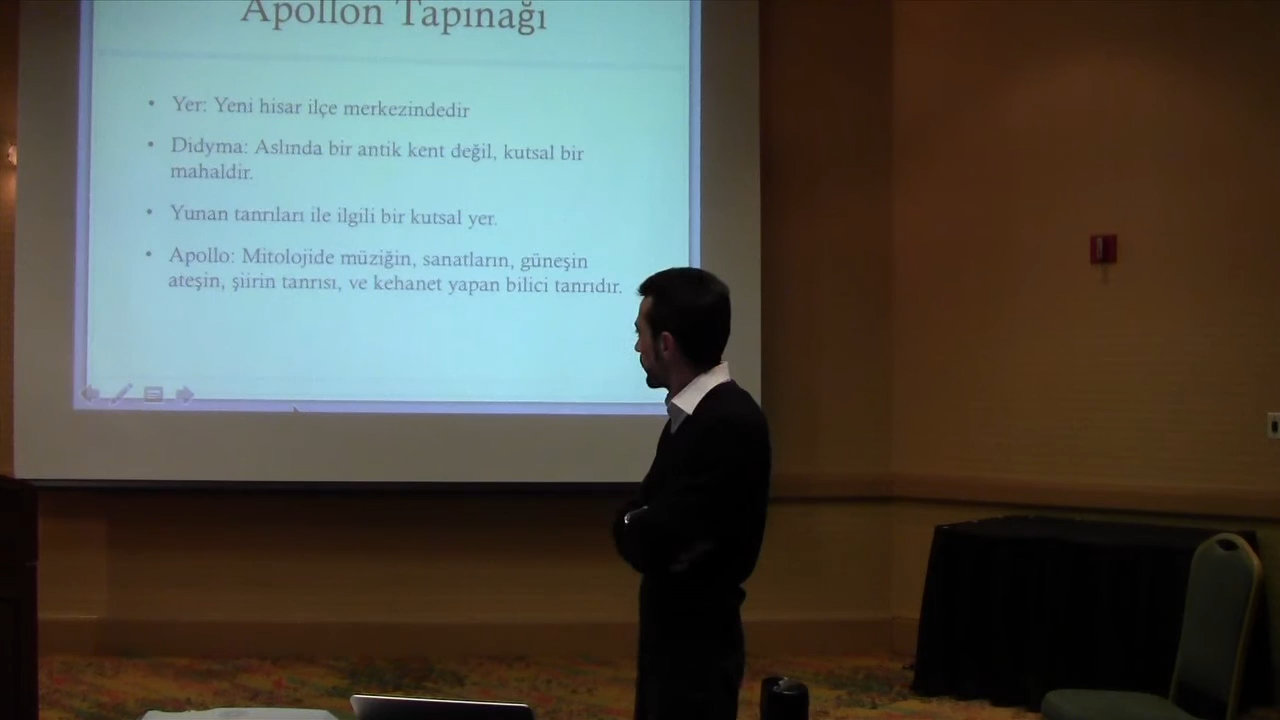 Apollon Tapınağı
• Yer: Yeni hisar ilçe merkezindedir
• Didyma: Aslında bir antik kent değil, kutsal bir
mahaldir.
• Yunan tanrıları ile ilgili bir kutsal yer.
• Apollo: Mitolojide müziğin, sanatların, güneşin
ateşin, şiirin tanrısı, ve kehanet yapan bilici tanrıdır.